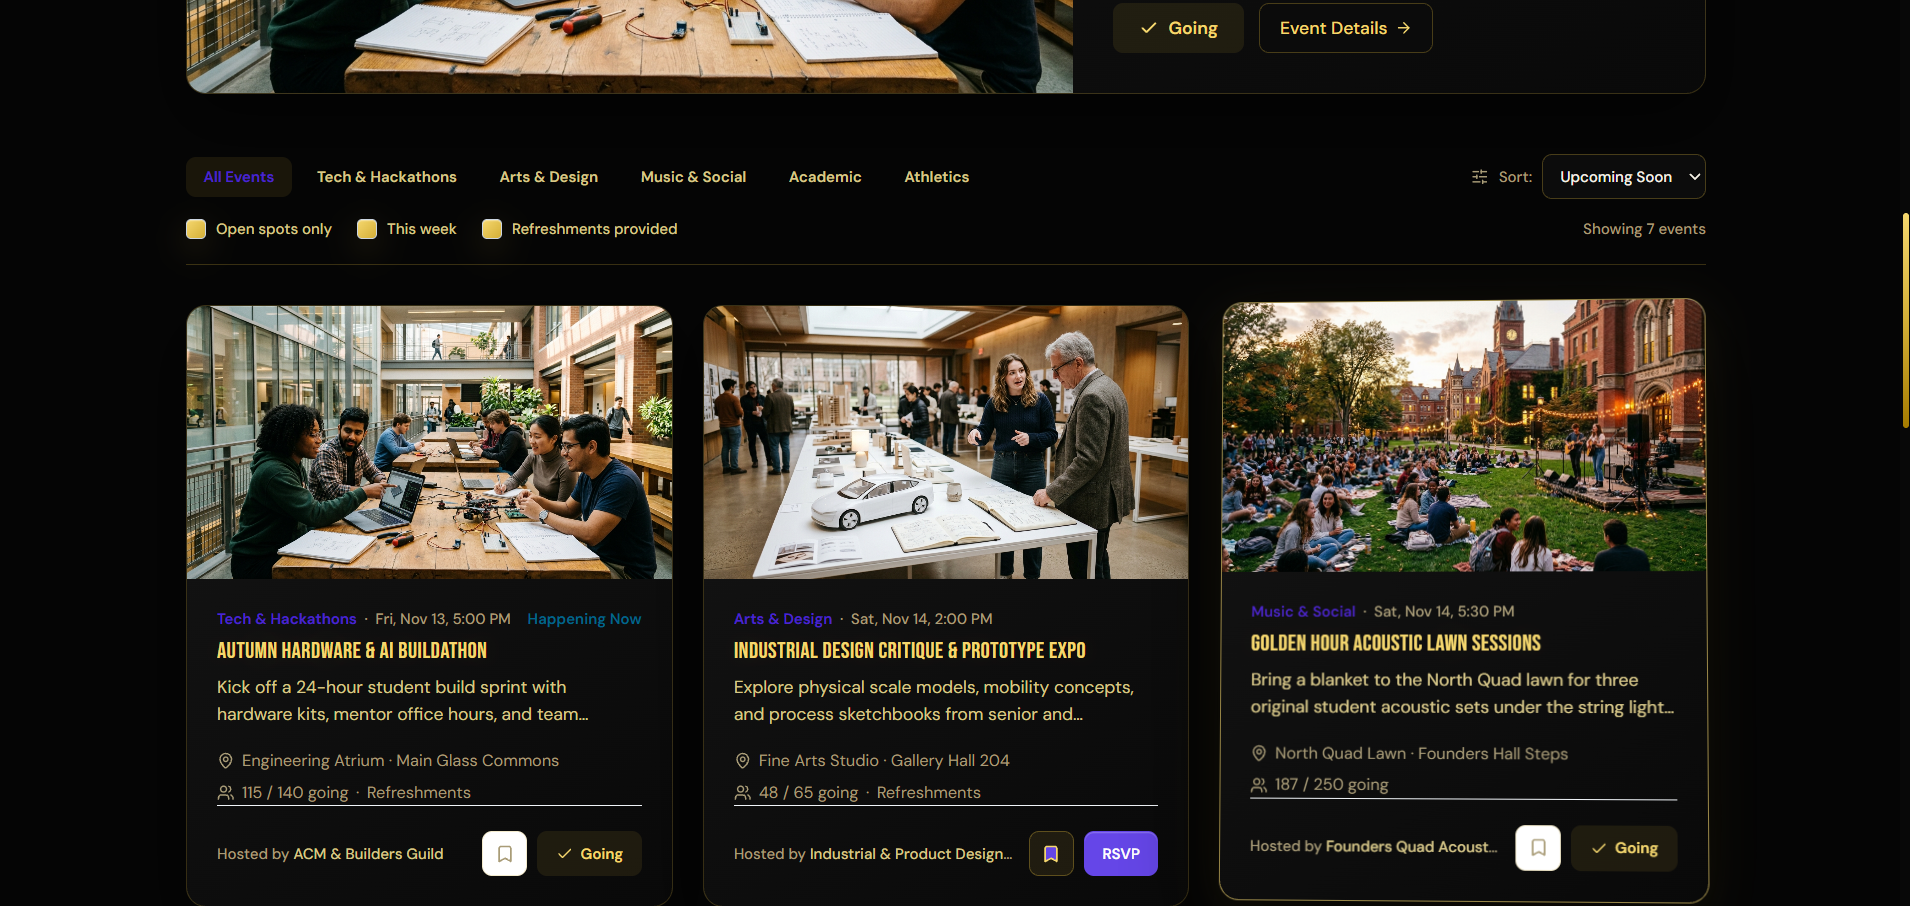 Going
Event Details
All Events
Tech & Hackathons
Arts & Design
Music & Social
Academic
Athletics
Sort:
Upcoming Soon
Open spots only
This week
Refreshments provided
Showing 7 events
Tech & Hackathons · Fri, Nov 13, 5:00 PM Happening Now
AUTUMN HARDWARE & AI BUILDATHON
Kick off a 24-hour student build sprint with
hardware kits, mentor office hours, and team...
Engineering Atrium · Main Glass Commons
115 / 140 going · Refreshments
Hosted by ACM & Builders Guild
Going
Arts & Design · Sat, Nov 14, 2:00 PM
INDUSTRIAL DESIGN CRITIQUE & PROTOTYPE EXPO
Explore physical scale models, mobility concepts,
and process sketchbooks from senior and...
Fine Arts Studio · Gallery Hall 204
48 / 65 going · Refreshments
Hosted by Industrial & Product Design...
RSVP
Music & Social · Sat, Nov 14, 5:30 PM
GOLDEN HOUR ACOUSTIC LAWN SESSIONS
Bring a blanket to the North Quad lawn for three
original student acoustic sets under the string light...
North Quad Lawn · Founders Hall Steps
187 / 250 going
Hosted by Founders Quad Acoust...
Going